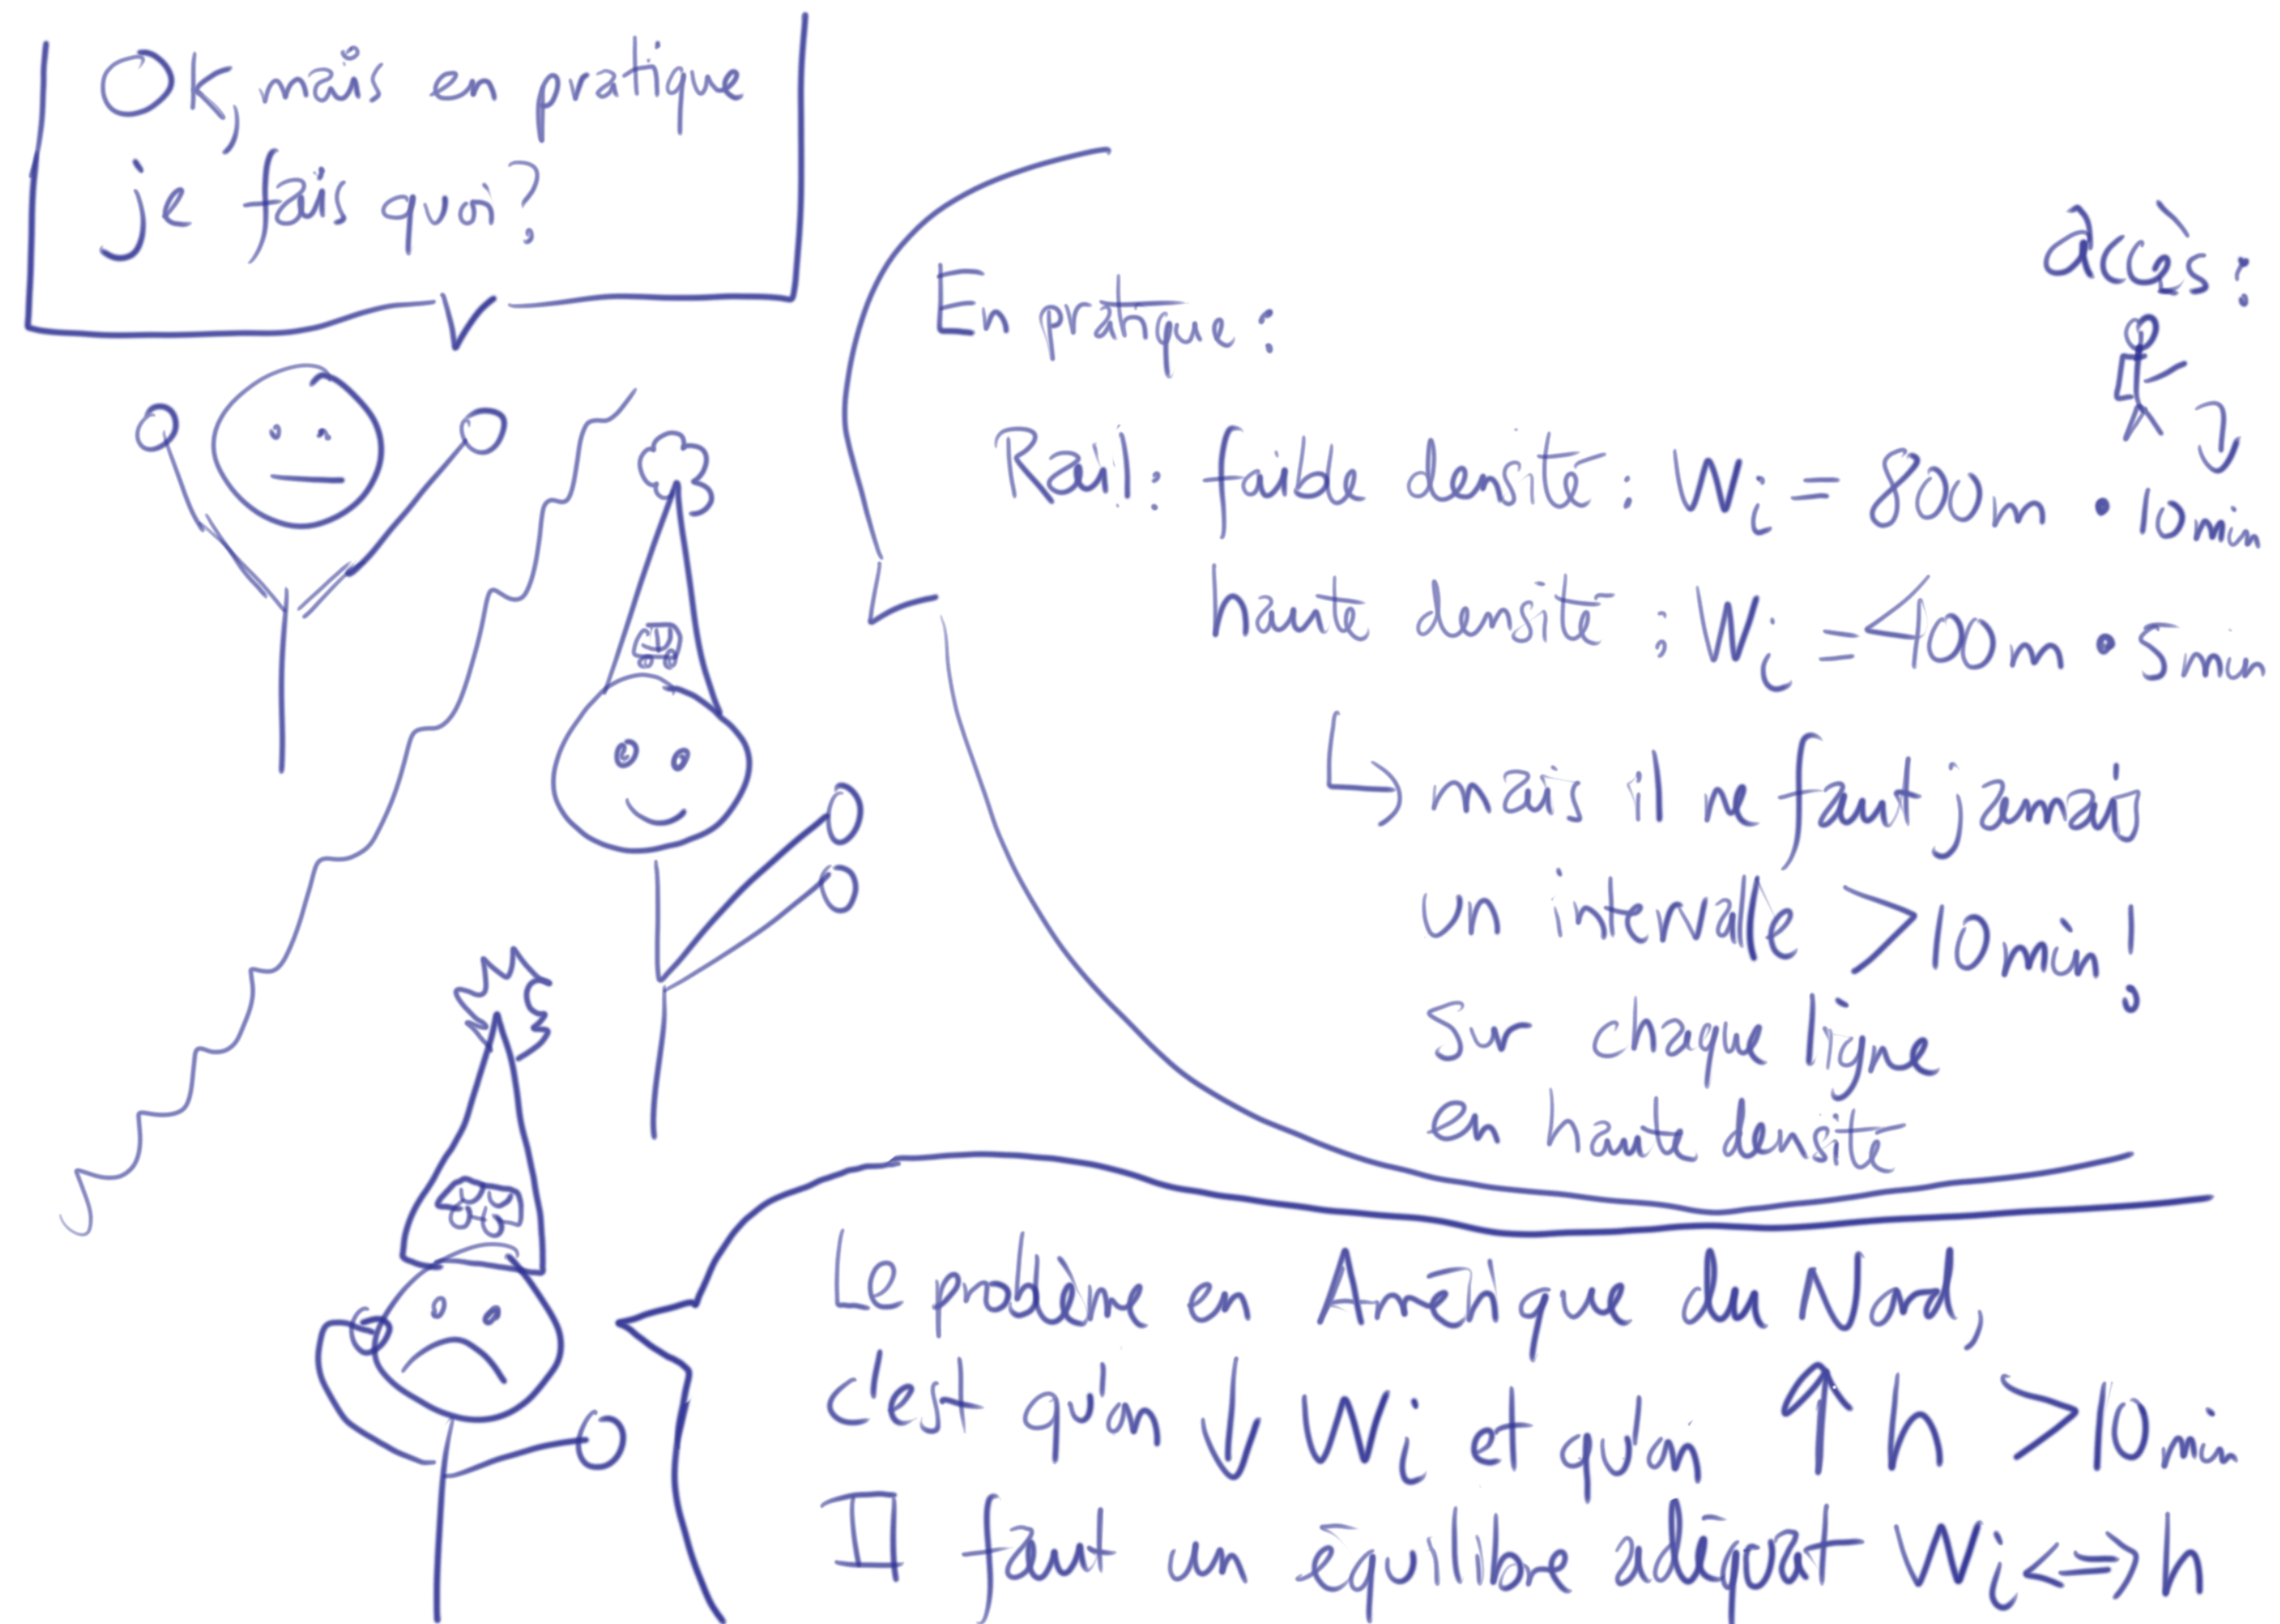 Ok, mais en pratique
je fais quoi?
En pratique :
accès :
Rail : faible densité : Wi = 800m • 10min
haute densité : Wi = 400m • 5min
↳ mais il ne faut jamais
un intervalle > 10min !
sur chaque ligne
en haute densité
Le problème en Amérique du Nord,
c'est qu'on ↓ Wi et qu'on ↑ h > 10min
Il faut un équilibre adéquat Wi <=> h